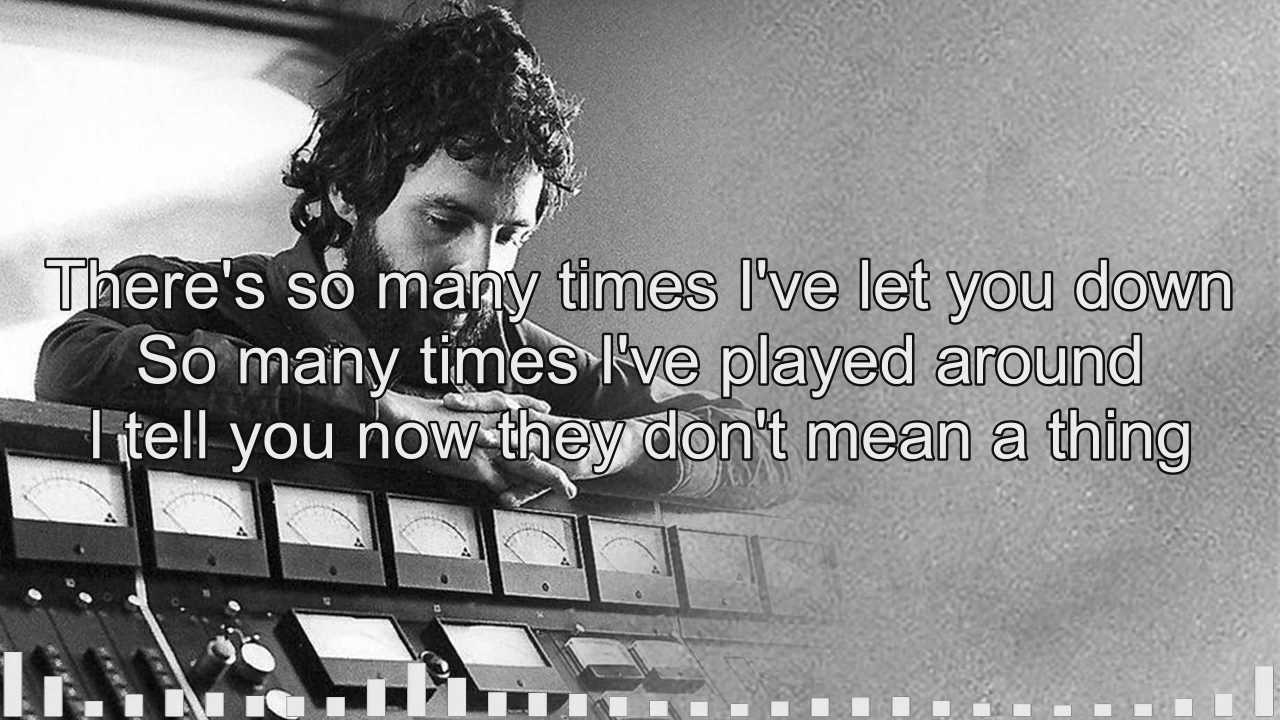 There's so many times I've let you down
So many times I've played around
I tell you now they don't mean a thing